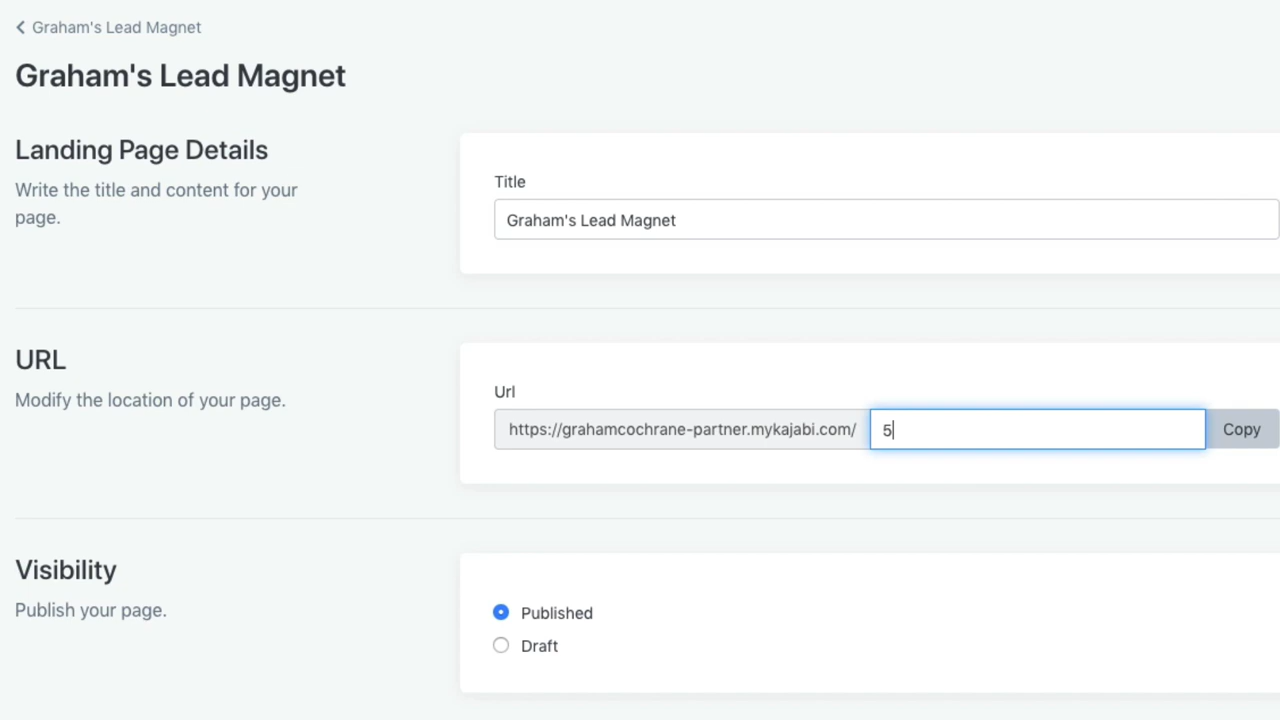 Graham's Lead Magnet
Graham's Lead Magnet
Landing Page Details
Write the title and content for your
page.
Title
Graham's Lead Magnet
URL
Modify the location of your page.
Url
https://grahamcochrane-partner.mykajabi.com/ 5 Copy
Visibility
Publish your page.
Published
Draft